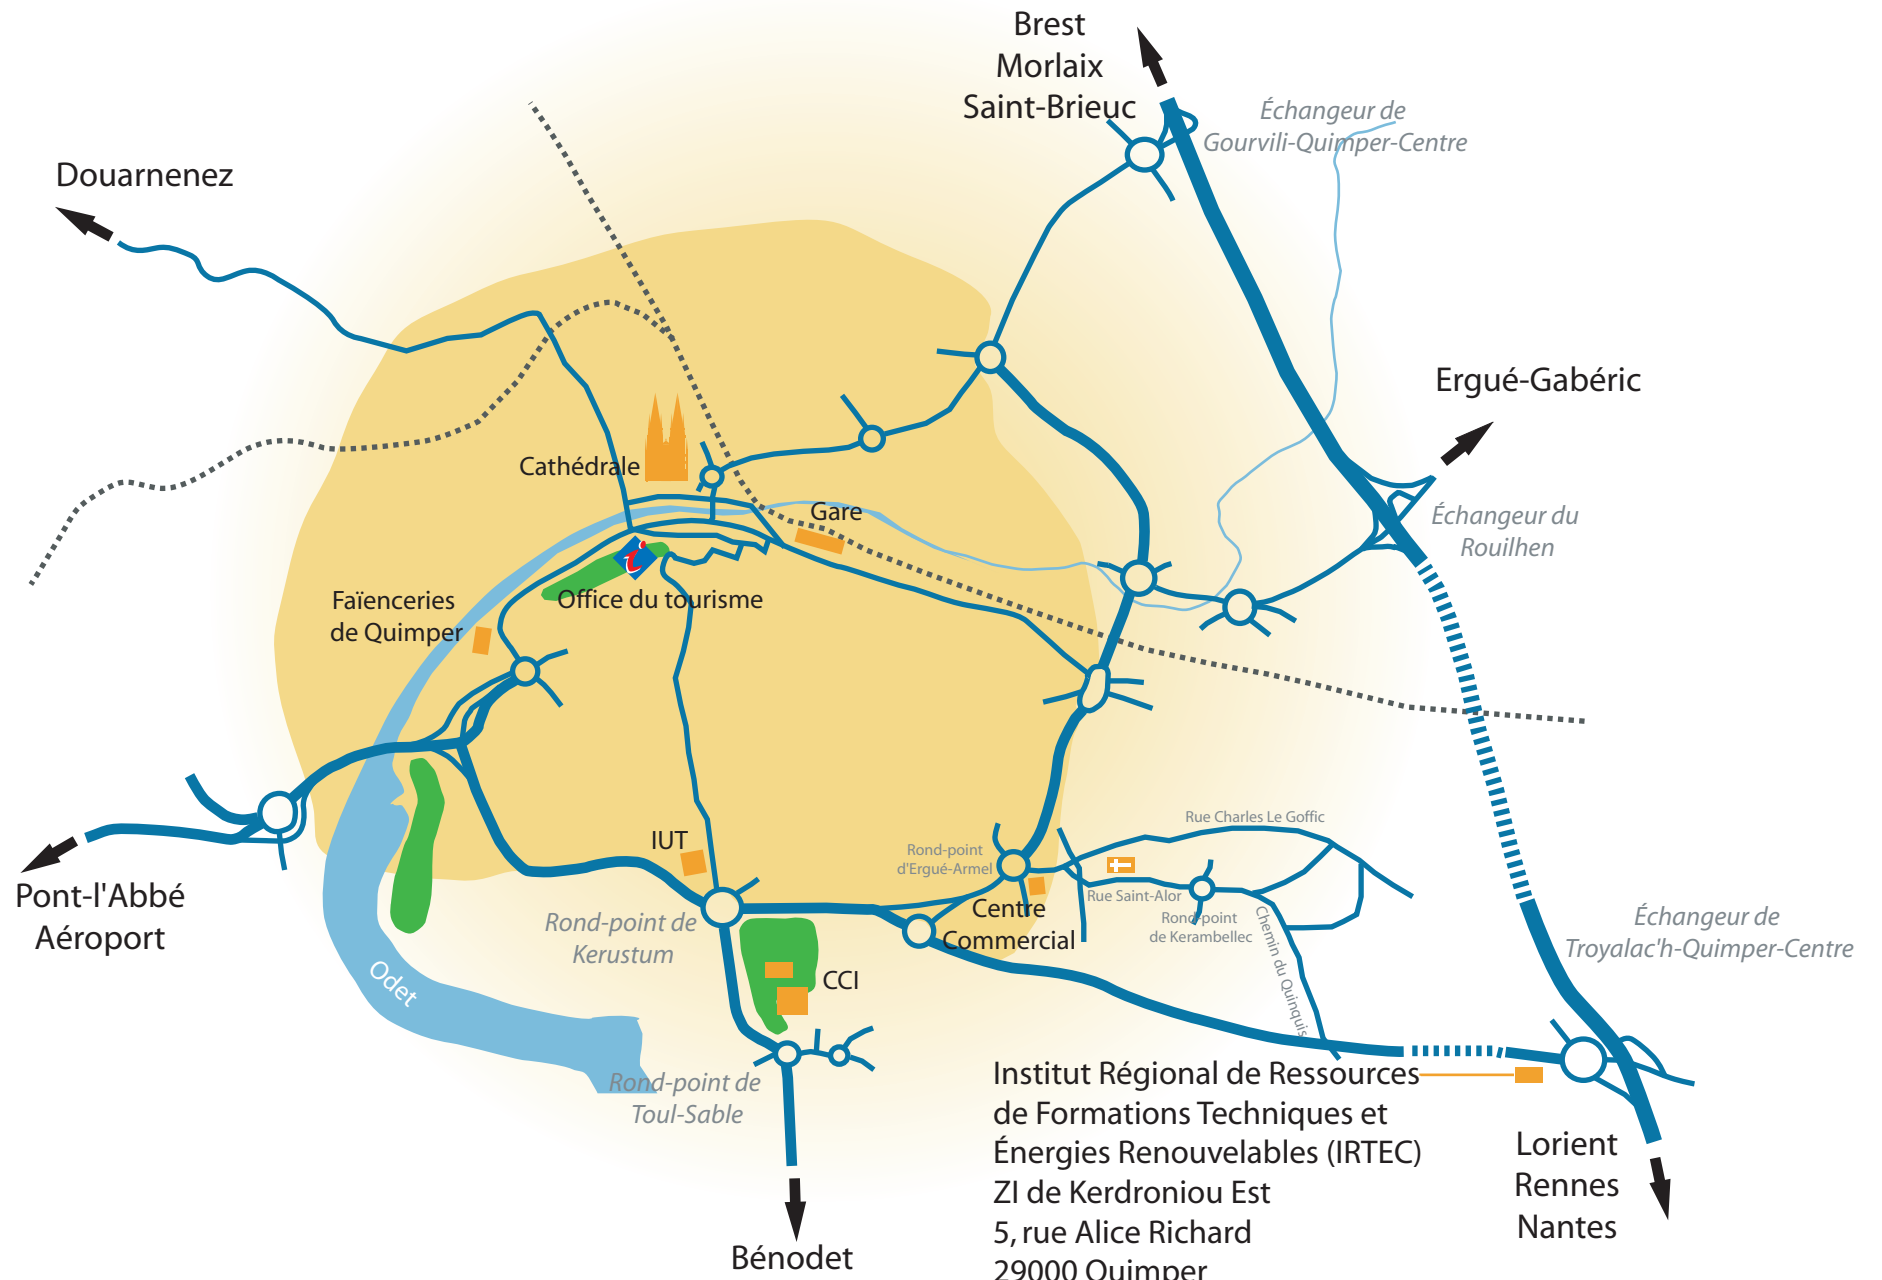 Brest
Morlaix
Saint-Brieuc
Échangeur de
Gourvili-Quimper-Centre
Douarnenez
Ergué-Gabéric
Cathédrale
Gare
Échangeur du
Rouilhen
Office du tourisme
Faïenceries
de Quimper
Rue Charles Le Goffic
IUT
Rond-point
d'Ergué-Armel
Rue Saint-Alor
Pont-l'Abbé
Aéroport
Centre
Commercial
Rond-point
de Kerambellec
Chemin du Quinquis
Rond-point de
Kerustum
Échangeur de
Troyalac'h-Quimper-Centre
CCI
Odet
Rond-point de
Toul-Sable
Institut Régional de Ressources
de Formations Techniques et
Énergies Renouvelables (IRTEC)
ZI de Kerdroniou Est
5, rue Alice Richard
29000 Quimper
Lorient
Rennes
Nantes
Bénodet